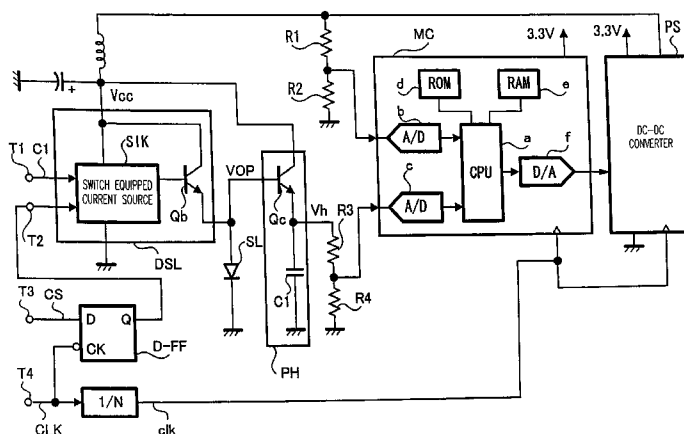 R1
R2
MC
3.3V
3.3V
PS
d
ROM
RAM
e
Vcc
b
A/D
a
f
SIK
T1
C1
SWITCH EQUIPPED
CURRENT SOURCE
Qb
VOP
Qc
Vh
c
A/D
CPU
D/A
DC-DC
CONVERTER
T2
DSL
SL
C1
R3
R4
T3
CS
D
Q
CK
D-FF
PH
T4
CLK
1/N
clk
+